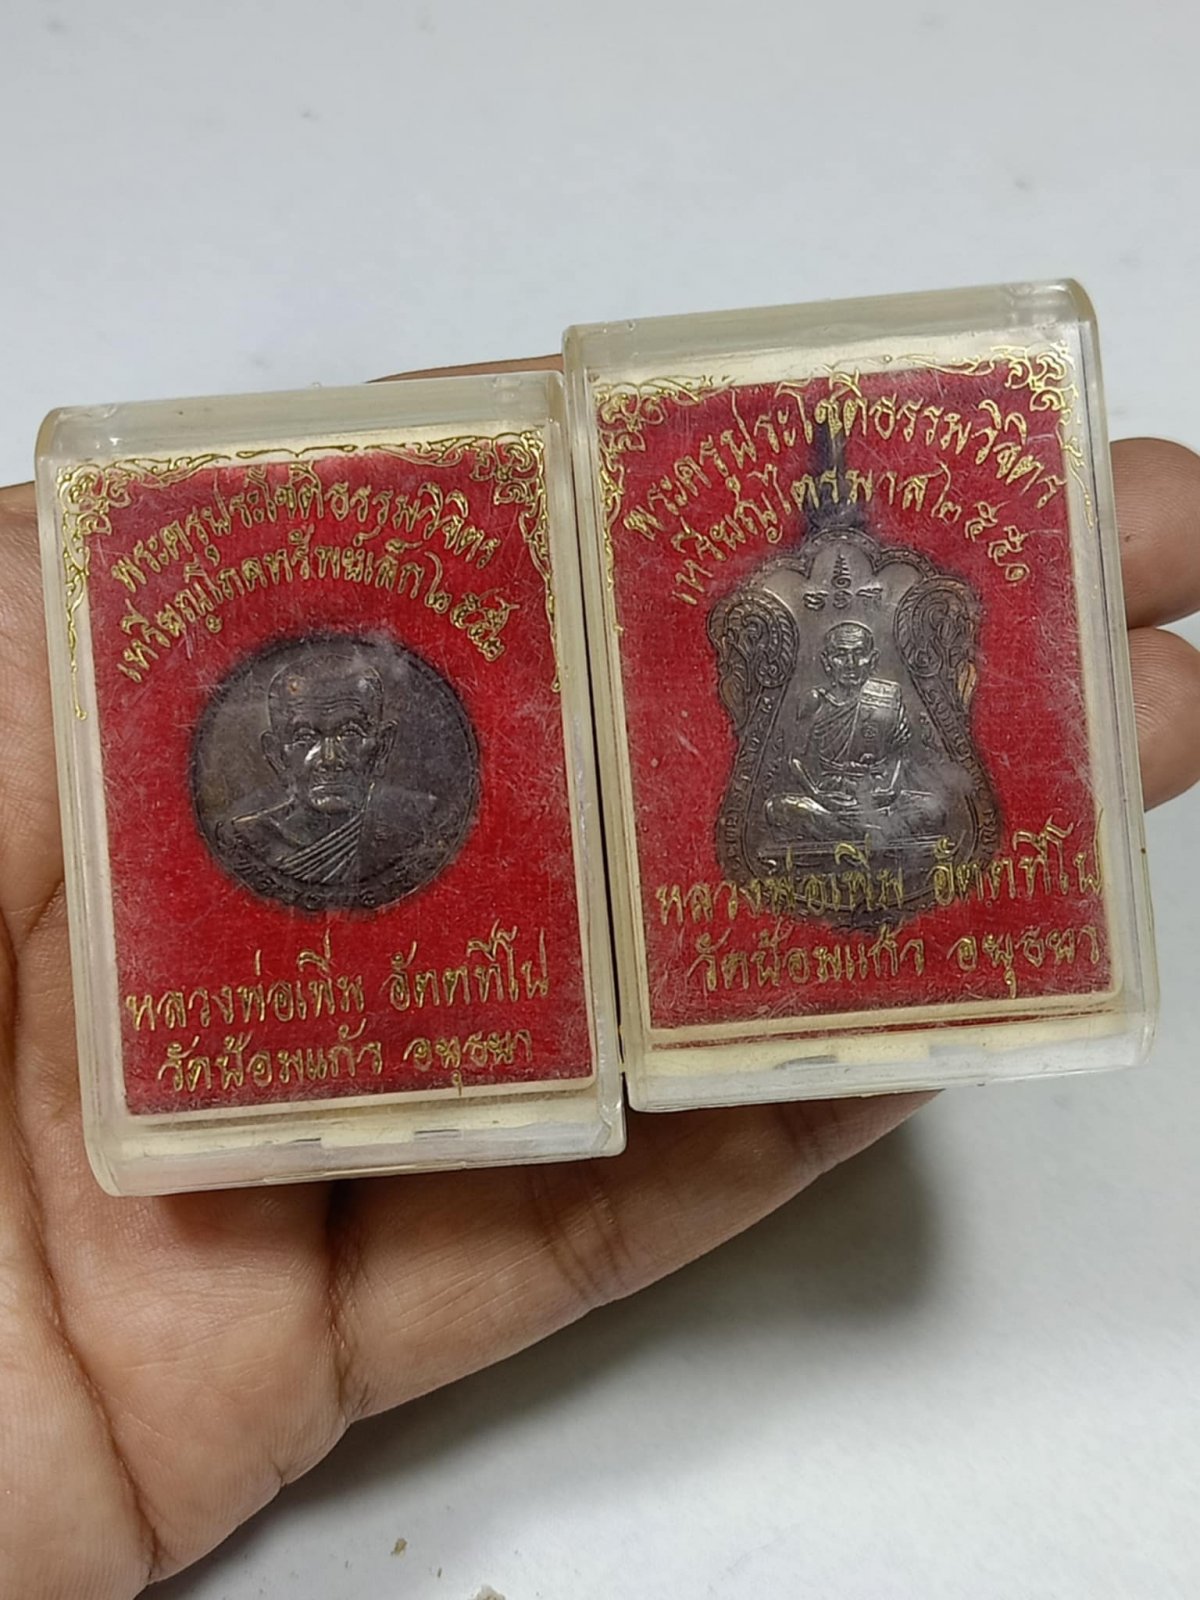 พระครูประโชติธรรมวิจิตร
เหรียญโภคทรัพย์เล็ก ๒๕๕๒
หลวงพ่อเพิ่ม อัตตทีโป
วัดป้อมแก้ว อยุธยา
พระครูประโชติธรรมวิจิตร
เหรียญไตรมาส ๒๕๕๑
หลวงพ่อเพิ่ม อัตตทีโป
วัดป้อมแก้ว อยุธยา